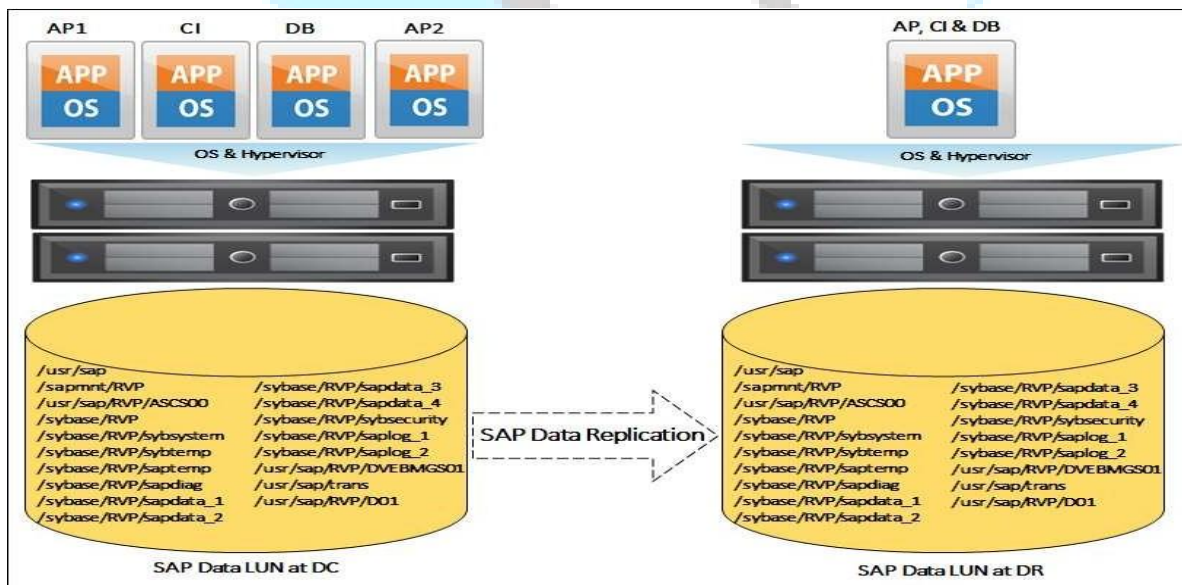 AP1 CI DB AP2
APP OS
APP OS
APP OS
APP OS
OS & Hypervisor
/usr/sap
/sapmnt/RVP
/usr/sap/RVP/ASCS00
/sybase/RVP
/sybase/RVP/sybsystem
/sybase/RVP/sybtemp
/sybase/RVP/saptemp
/sybase/RVP/sapdiag
/sybase/RVP/sapdata_1
/sybase/RVP/sapdata_2
/sybase/RVP/sapdata_3
/sybase/RVP/sapdata_4
/sybase/RVP/sybsecurity
/sybase/RVP/saplog_1
/sybase/RVP/saplog_2
/usr/sap/RVP/DVEBMGS01
/usr/sap/trans
/usr/sap/RVP/D01
SAP Data LUN at DC
SAP Data Replication
AP, CI & DB
APP
OS
OS & Hypervisor
/usr/sap
/sapmnt/RVP
/usr/sap/RVP/ASCS00
/sybase/RVP
/sybase/RVP/sybsystem
/sybase/RVP/sybtemp
/sybase/RVP/saptemp
/sybase/RVP/sapdiag
/sybase/RVP/sapdata_1
/sybase/RVP/sapdata_2
/sybase/RVP/sapdata_3
/sybase/RVP/sapdata_4
/sybase/RVP/sybsecurity
/sybase/RVP/saplog_1
/sybase/RVP/saplog_2
/usr/sap/RVP/DVEBMGS01
/usr/sap/trans
/usr/sap/RVP/D01
SAP Data LUN at DR